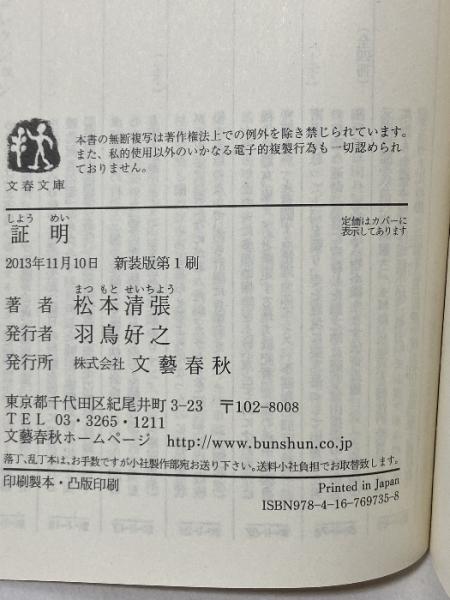 本書の無断複写は著作権法上での例外を除き禁じられています。
また、私的使用以外のいかなる電子的複製行為も一切認められ
ておりません。
文春文庫
しよう めい
証 明
定価はカバーに
表示してあります
2013年11月10日 新装版第1刷
まつ もと せい ちよう
著 者 松本清張
発行者 羽鳥好之
発行所 株式会社 文藝春秋
東京都千代田区紀尾井町3-23 〒102-8008
TEL 03・3265・1211
文藝春秋ホームページ http://www.bunshun.co.jp
落丁、乱丁本は、お手数ですが小社製作部宛お送り下さい。送料小社負担でお取替致します。
印刷製本・凸版印刷
Printed in Japan
ISBN978-4-16-769735-8